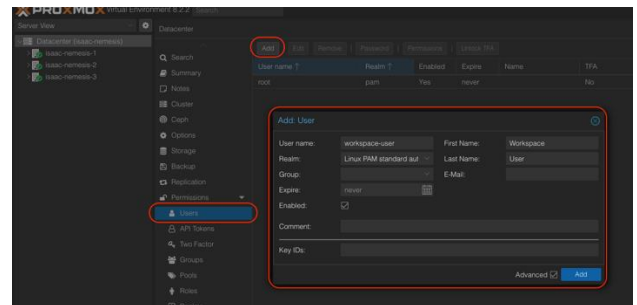 PROXMOX Virtual Environment 8.2.2 Search
Server View
Datacenter
Datacenter (isaac-nemesis)
isaac-nemesis-1
isaac-nemesis-2
isaac-nemesis-3
Search
Summary
Notes
Cluster
Ceph
Options
Storage
Backup
Replication
Permissions
Users
API Tokens
Two Factor
Groups
Pools
Roles
Add Edit Remove Password Permissions Unlock TFA
User name ↑ Realm ↑ Enabled Expire Name TFA
root pam Yes never No
Add: User
User name: workspace-user First Name: Workspace
Realm: Linux PAM standard aut Last Name: User
Group: E-Mail:
Expire: never
Enabled:
Comment:
Key IDs:
Advanced Add